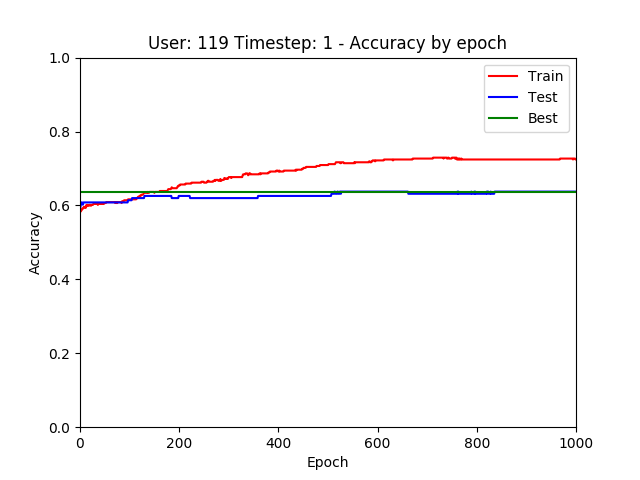 User: 119 Timestep: 1 - Accuracy by epoch
1.0
0.8
0.6
0.4
0.2
0.0
Accuracy
Train
Test
Best
0 200 400 600 800 1000
Epoch